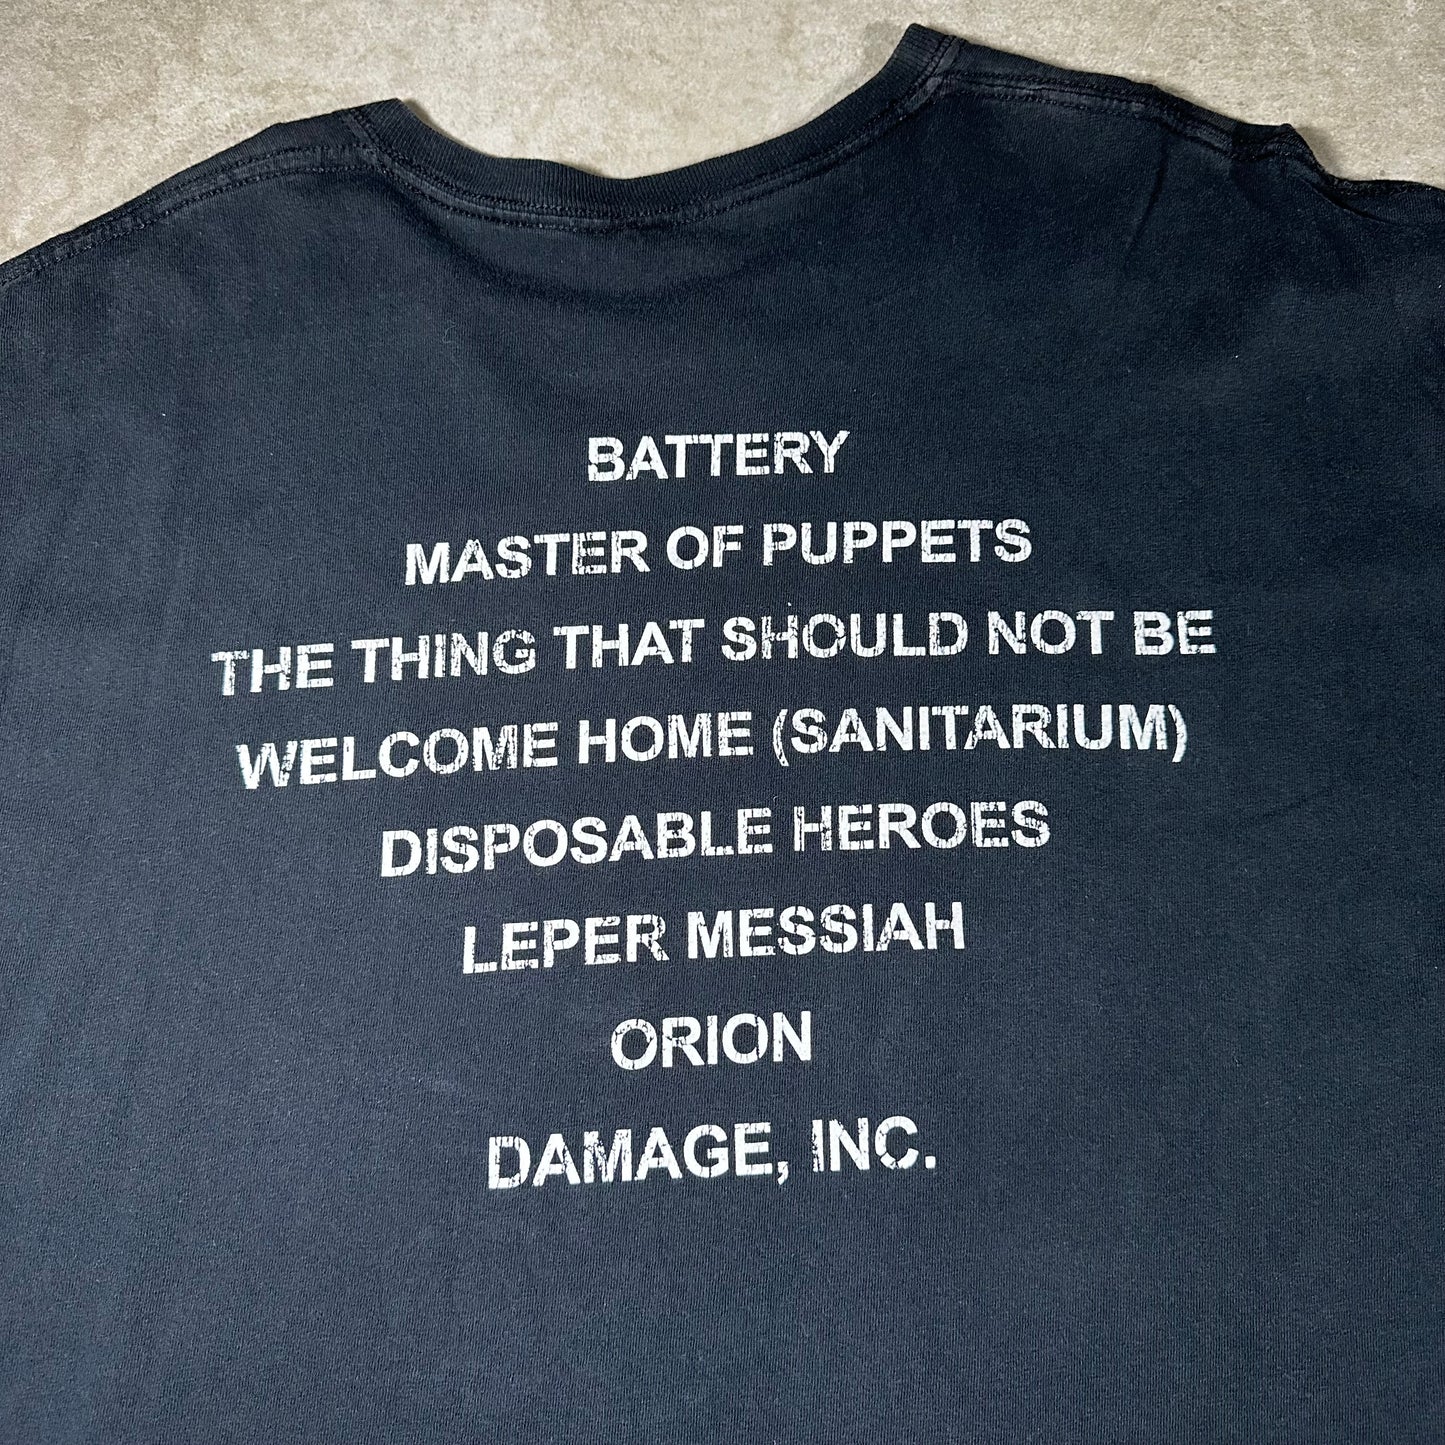 BATTERY
MASTER OF PUPPETS
THE THING THAT SHOULD NOT BE
WELCOME HOME (SANITARIUM)
DISPOSABLE HEROES
LEPER MESSIAH
ORION
DAMAGE, INC.